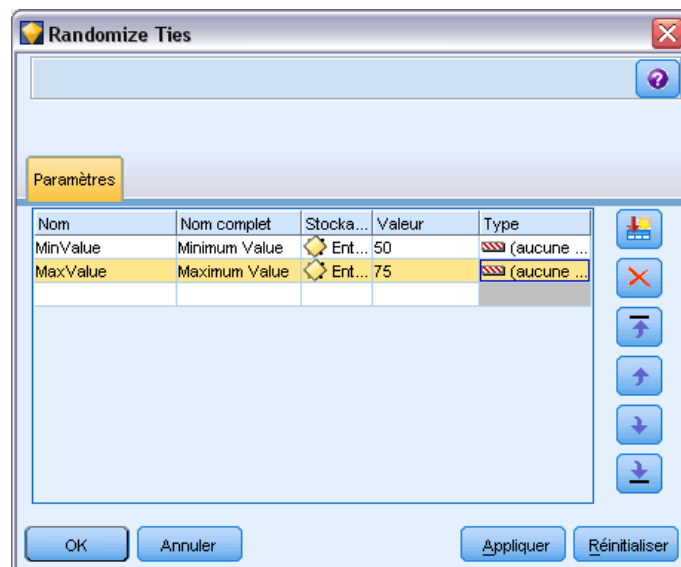 Randomize Ties
Paramètres
Nom Nom complet Stocka... Valeur Type
MinValue Minimum Value Ent... 50 (aucune ...
MaxValue Maximum Value Ent... 75 (aucune ...
OK Annuler Appliquer Réinitialiser